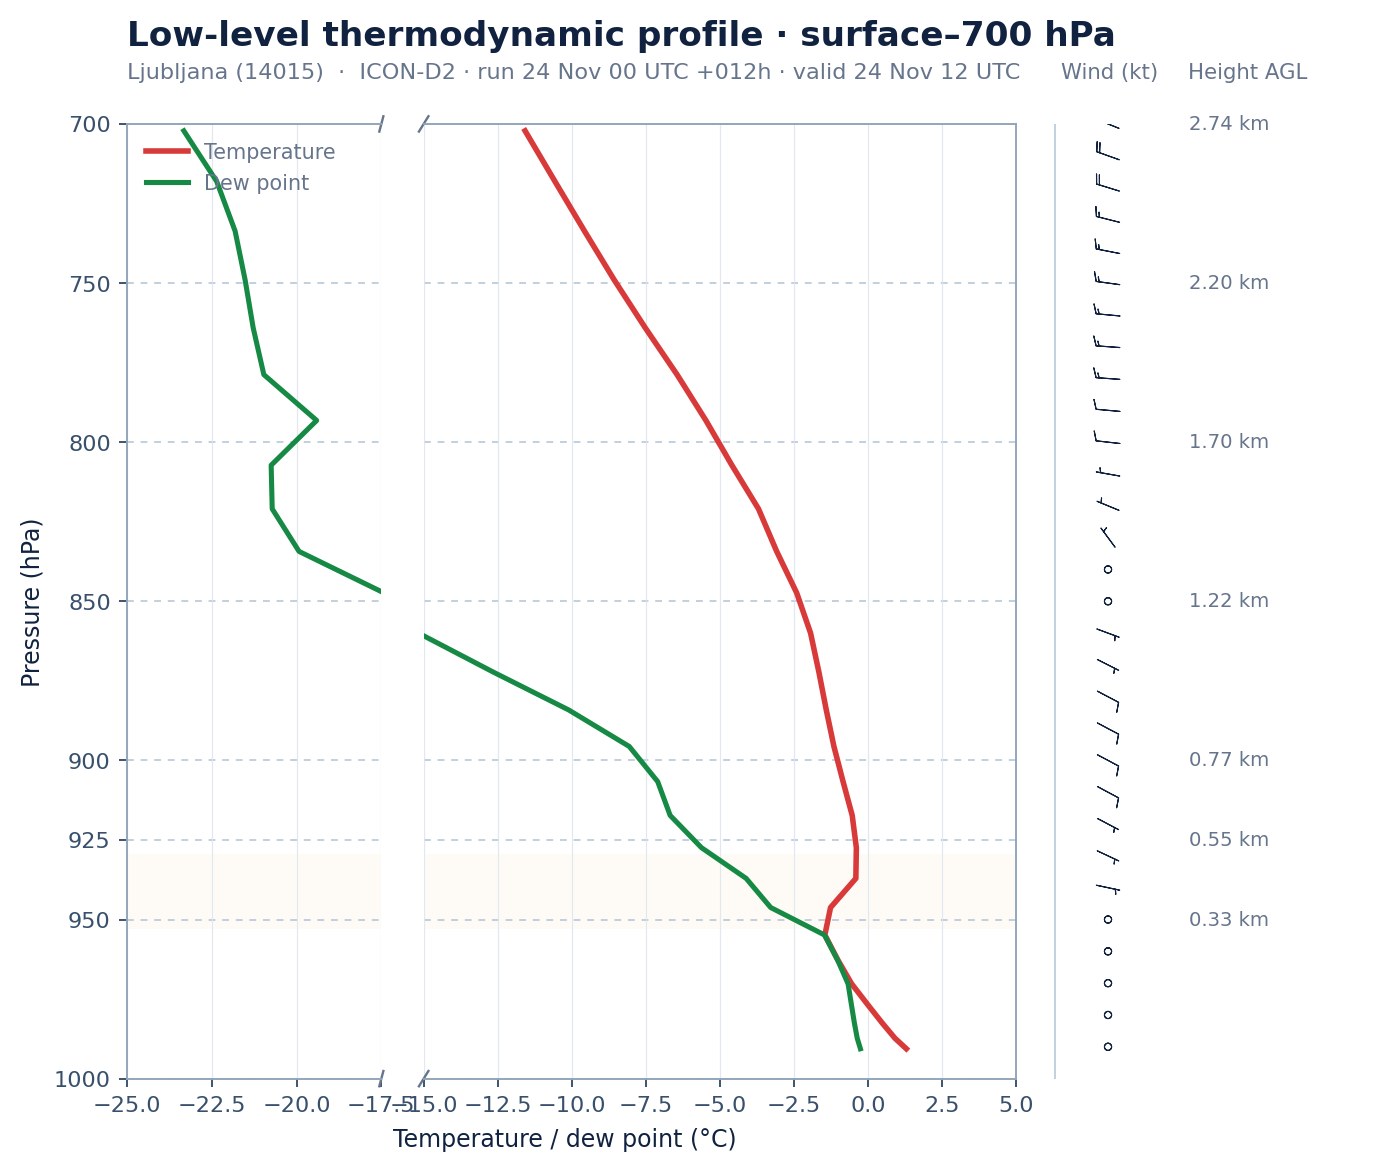 Low-level thermodynamic profile · surface–700 hPa
Ljubljana (14015)  ·  ICON-D2 · run 24 Nov 00 UTC +012h · valid 24 Nov 12 UTC
Wind (kt)
Height AGL
Temperature
Dew point
Pressure (hPa)
700
750
800
850
900
925
950
1000
2.74 km
2.20 km
1.70 km
1.22 km
0.77 km
0.55 km
0.33 km
−25.0 −22.5 −20.0 −17.5 −15.0 −12.5 −10.0 −7.5 −5.0 −2.5 0.0 2.5 5.0
Temperature / dew point (°C)